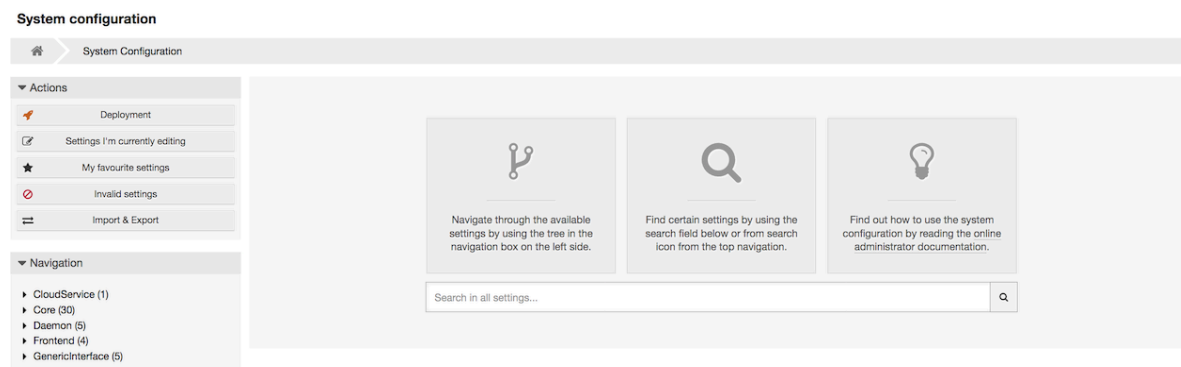 System configuration
System Configuration
Actions
Deployment
Settings I'm currently editing
My favourite settings
Invalid settings
Import & Export
Navigation
CloudService (1)
Core (30)
Daemon (5)
Frontend (4)
GenericInterface (5)
Navigate through the available
settings by using the tree in the
navigation box on the left side.
Find certain settings by using the
search field below or from search
icon from the top navigation.
Find out how to use the system
configuration by reading the online
administrator documentation.
Search in all settings...